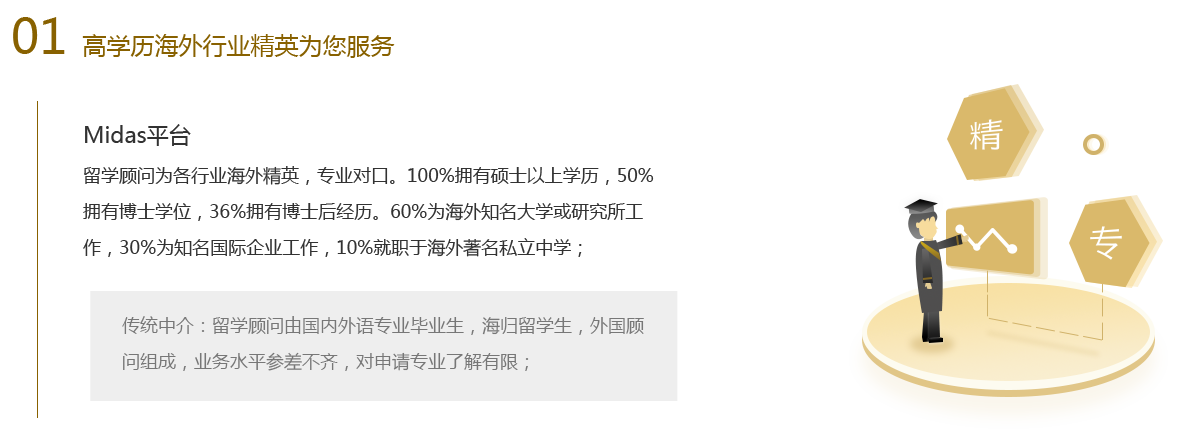 01 高学历海外行业精英为您服务
Midas平台
留学顾问为各行业海外精英，专业对口。100%拥有硕士以上学历，50%
拥有博士学位，36%拥有博士后经历。60%为海外知名大学或研究所工
作，30%为知名国际企业工作，10%就职于海外著名私立中学；
传统中介：留学顾问由国内外语专业毕业生，海归留学生，外国顾
问组成，业务水平参差不齐，对申请专业了解有限；
精
专